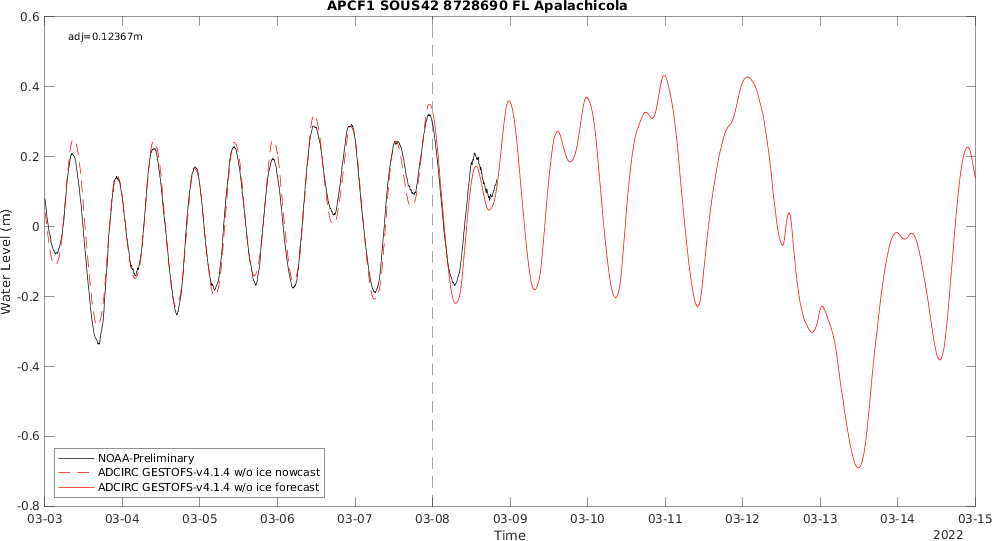 APCF1 SOUS42 8728690 FL Apalachicola
adj=0.12367m
0.6
0.4
0.2
0
-0.2
-0.4
-0.6
-0.8
Water Level (m)
NOAA-Preliminary
ADCIRC GESTOFS-v4.1.4 w/o ice nowcast
ADCIRC GESTOFS-v4.1.4 w/o ice forecast
03-03 03-04 03-05 03-06 03-07 03-08 03-09 03-10 03-11 03-12 03-13 03-14 03-15
Time
2022